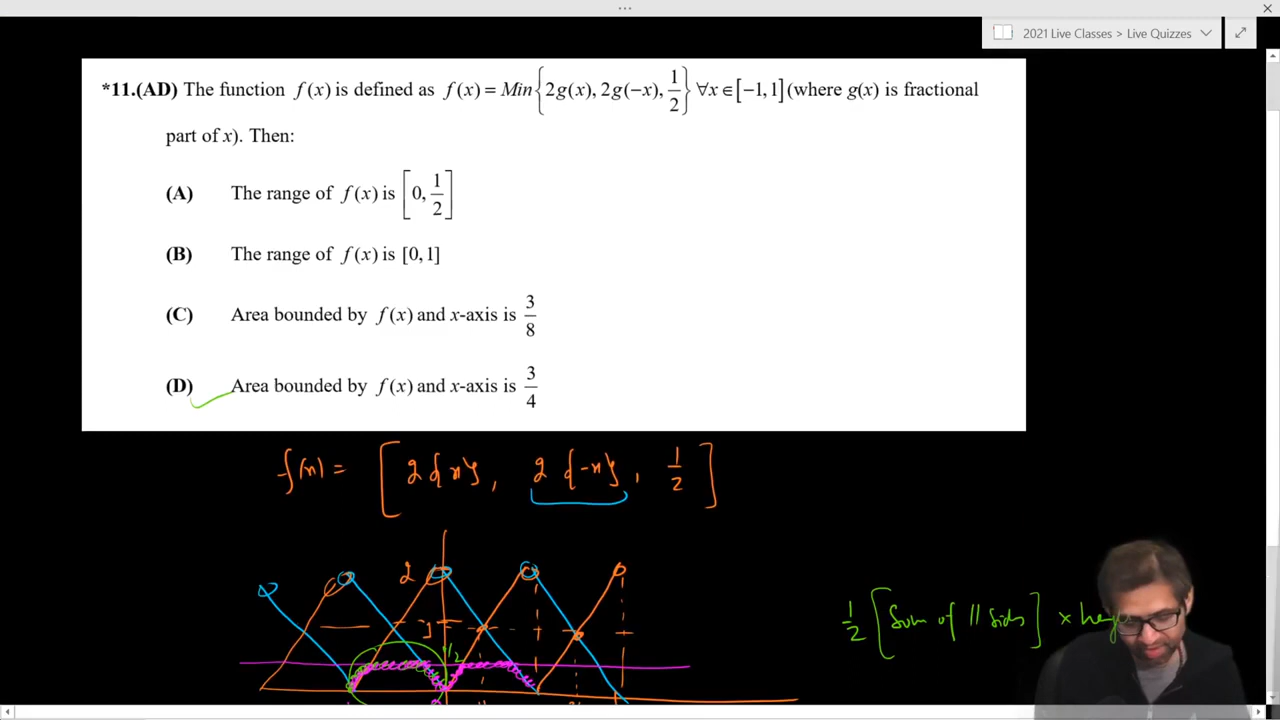 2021 Live Classes > Live Quizzes
*11.(AD) The function f(x) is defined as f(x) = Min{2g(x), 2g(−x), 1/2} ∀x ∈ [−1, 1] (where g(x) is fractional
part of x). Then:
(A) The range of f(x) is [0, 1/2]
(B) The range of f(x) is [0, 1]
(C) Area bounded by f(x) and x-axis is 3/8
(D) Area bounded by f(x) and x-axis is 3/4
f(x) = [2{x}, 2{-x}, 1/2]
2
1/2 [Sum of || sides] ×